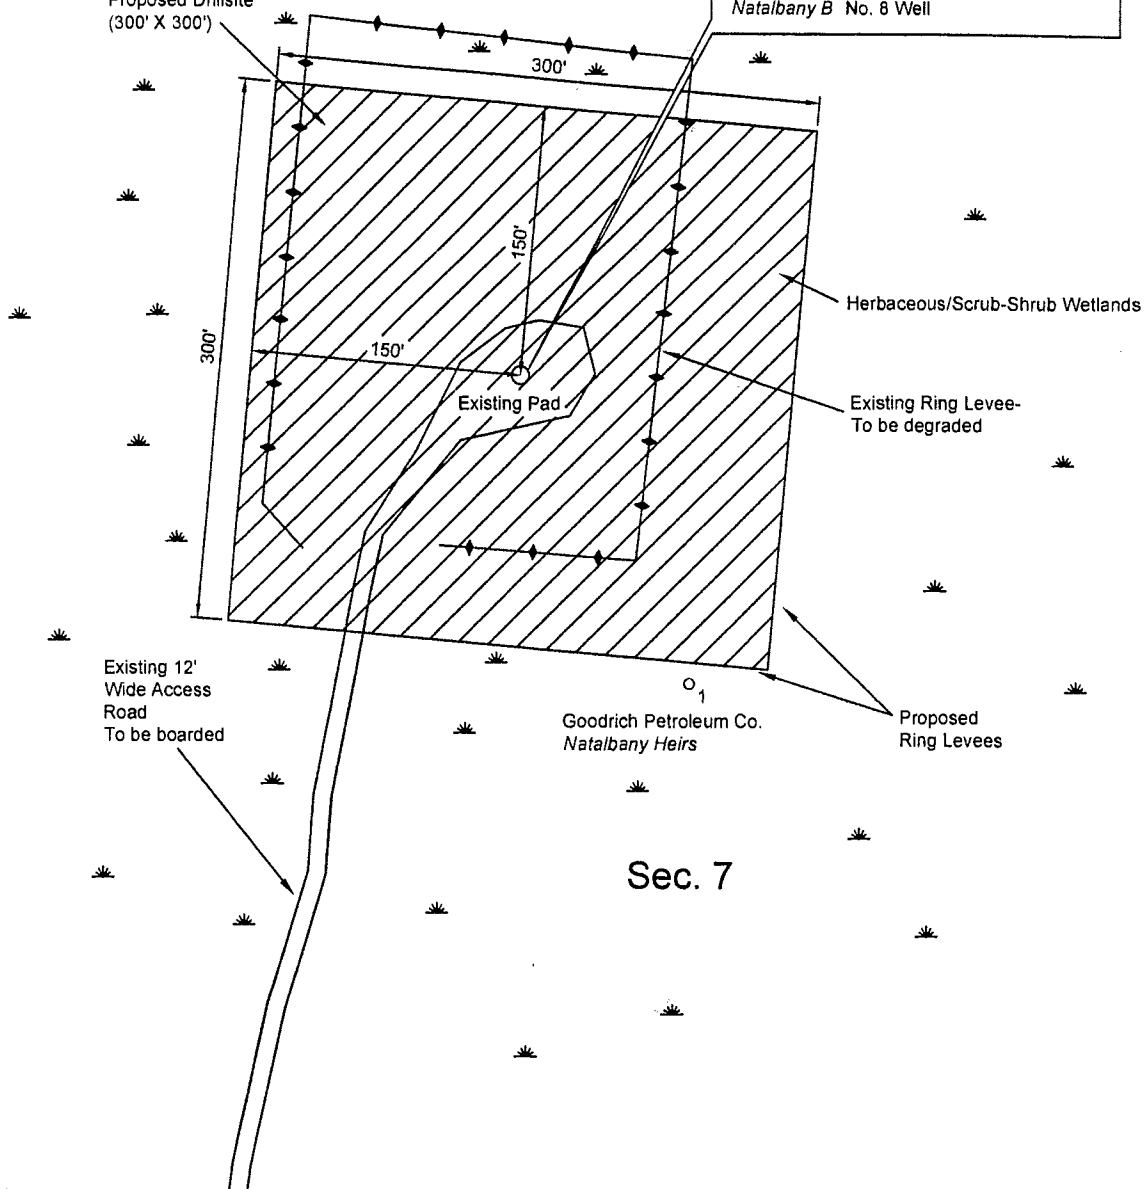 Proposed Drillsite
(300' X 300')
Natalbany B No. 8 Well
300'
150'
300'
150'
Herbaceous/Scrub-Shrub Wetlands
Existing Pad
Existing Ring Levee-
To be degraded
Existing 12'
Wide Access
Road
To be boarded
1
Goodrich Petroleum Co.
Natalbany Heirs
Proposed
Ring Levees
Sec. 7